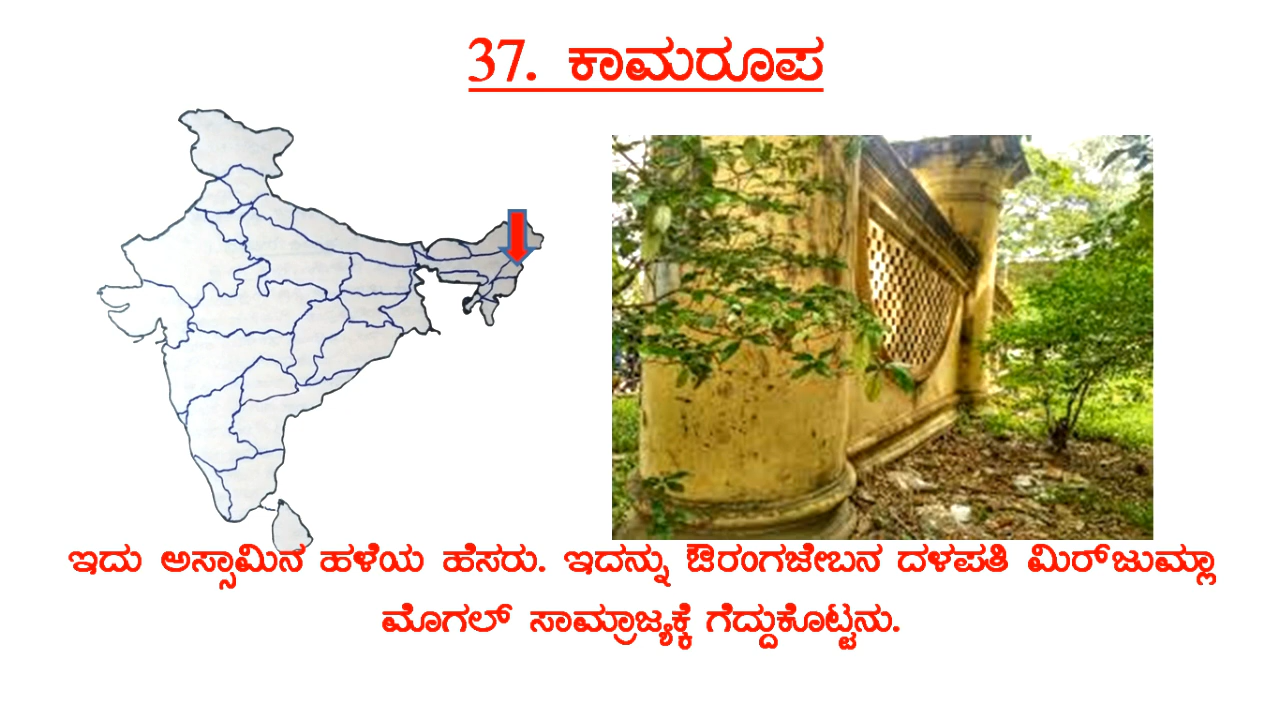 37. ಕಾಮರೂಪ
ಇದು ಅಸ್ಸಾಮಿನ ಹಳೆಯ ಹೆಸರು. ಇದನ್ನು ಔರಂಗಜೇಬನ ದಳಪತಿ ಮಿರ್‌ಜುಮ್ಲಾ
ಮೊಗಲ್ ಸಾಮ್ರಾಜ್ಯಕ್ಕೆ ಗೆದ್ದುಕೊಟ್ಟನು.